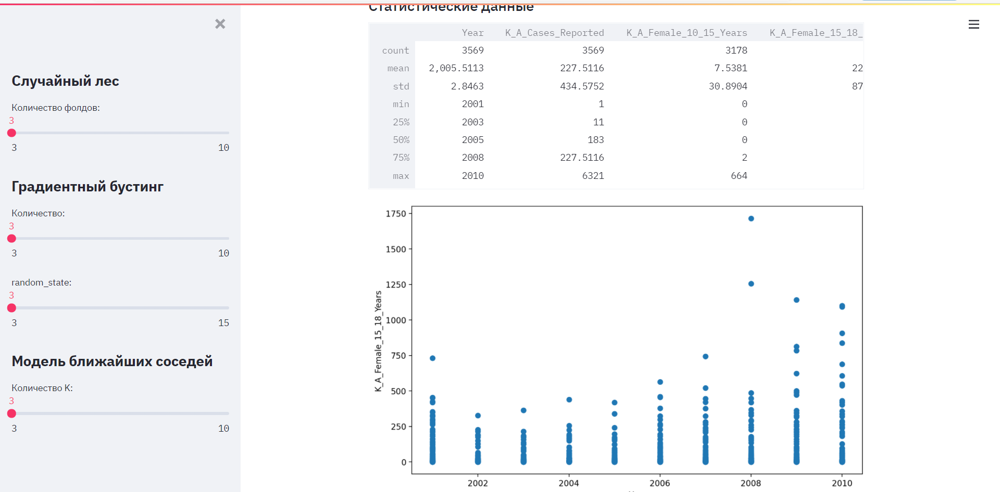 Случайный лес
Количество фолдов:
3
3 10
Градиентный бустинг
Количество:
3
3 10
random_state:
3
3 15
Модель ближайших соседей
Количество K:
3
3 10
Статистические данные
Year K_A_Cases_Reported K_A_Female_10_15_Years K_A_Female_15_18_
count 3569 3569 3178
mean 2,005.5113 227.5116 7.5381 22
std 2.8463 434.5752 30.8904 87
min 2001 1 0
25% 2003 11 0
50% 2005 183 0
75% 2008 227.5116 2
max 2010 6321 664
K_A_Female_15_18_Years
1750
1500
1250
1000
750
500
250
0
2002 2004 2006 2008 2010